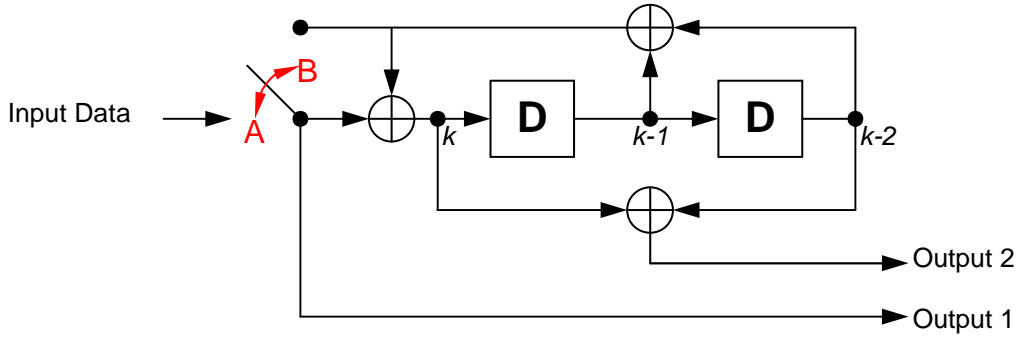 B
Input Data
A
D
D
k
k-1
k-2
Output 2
Output 1